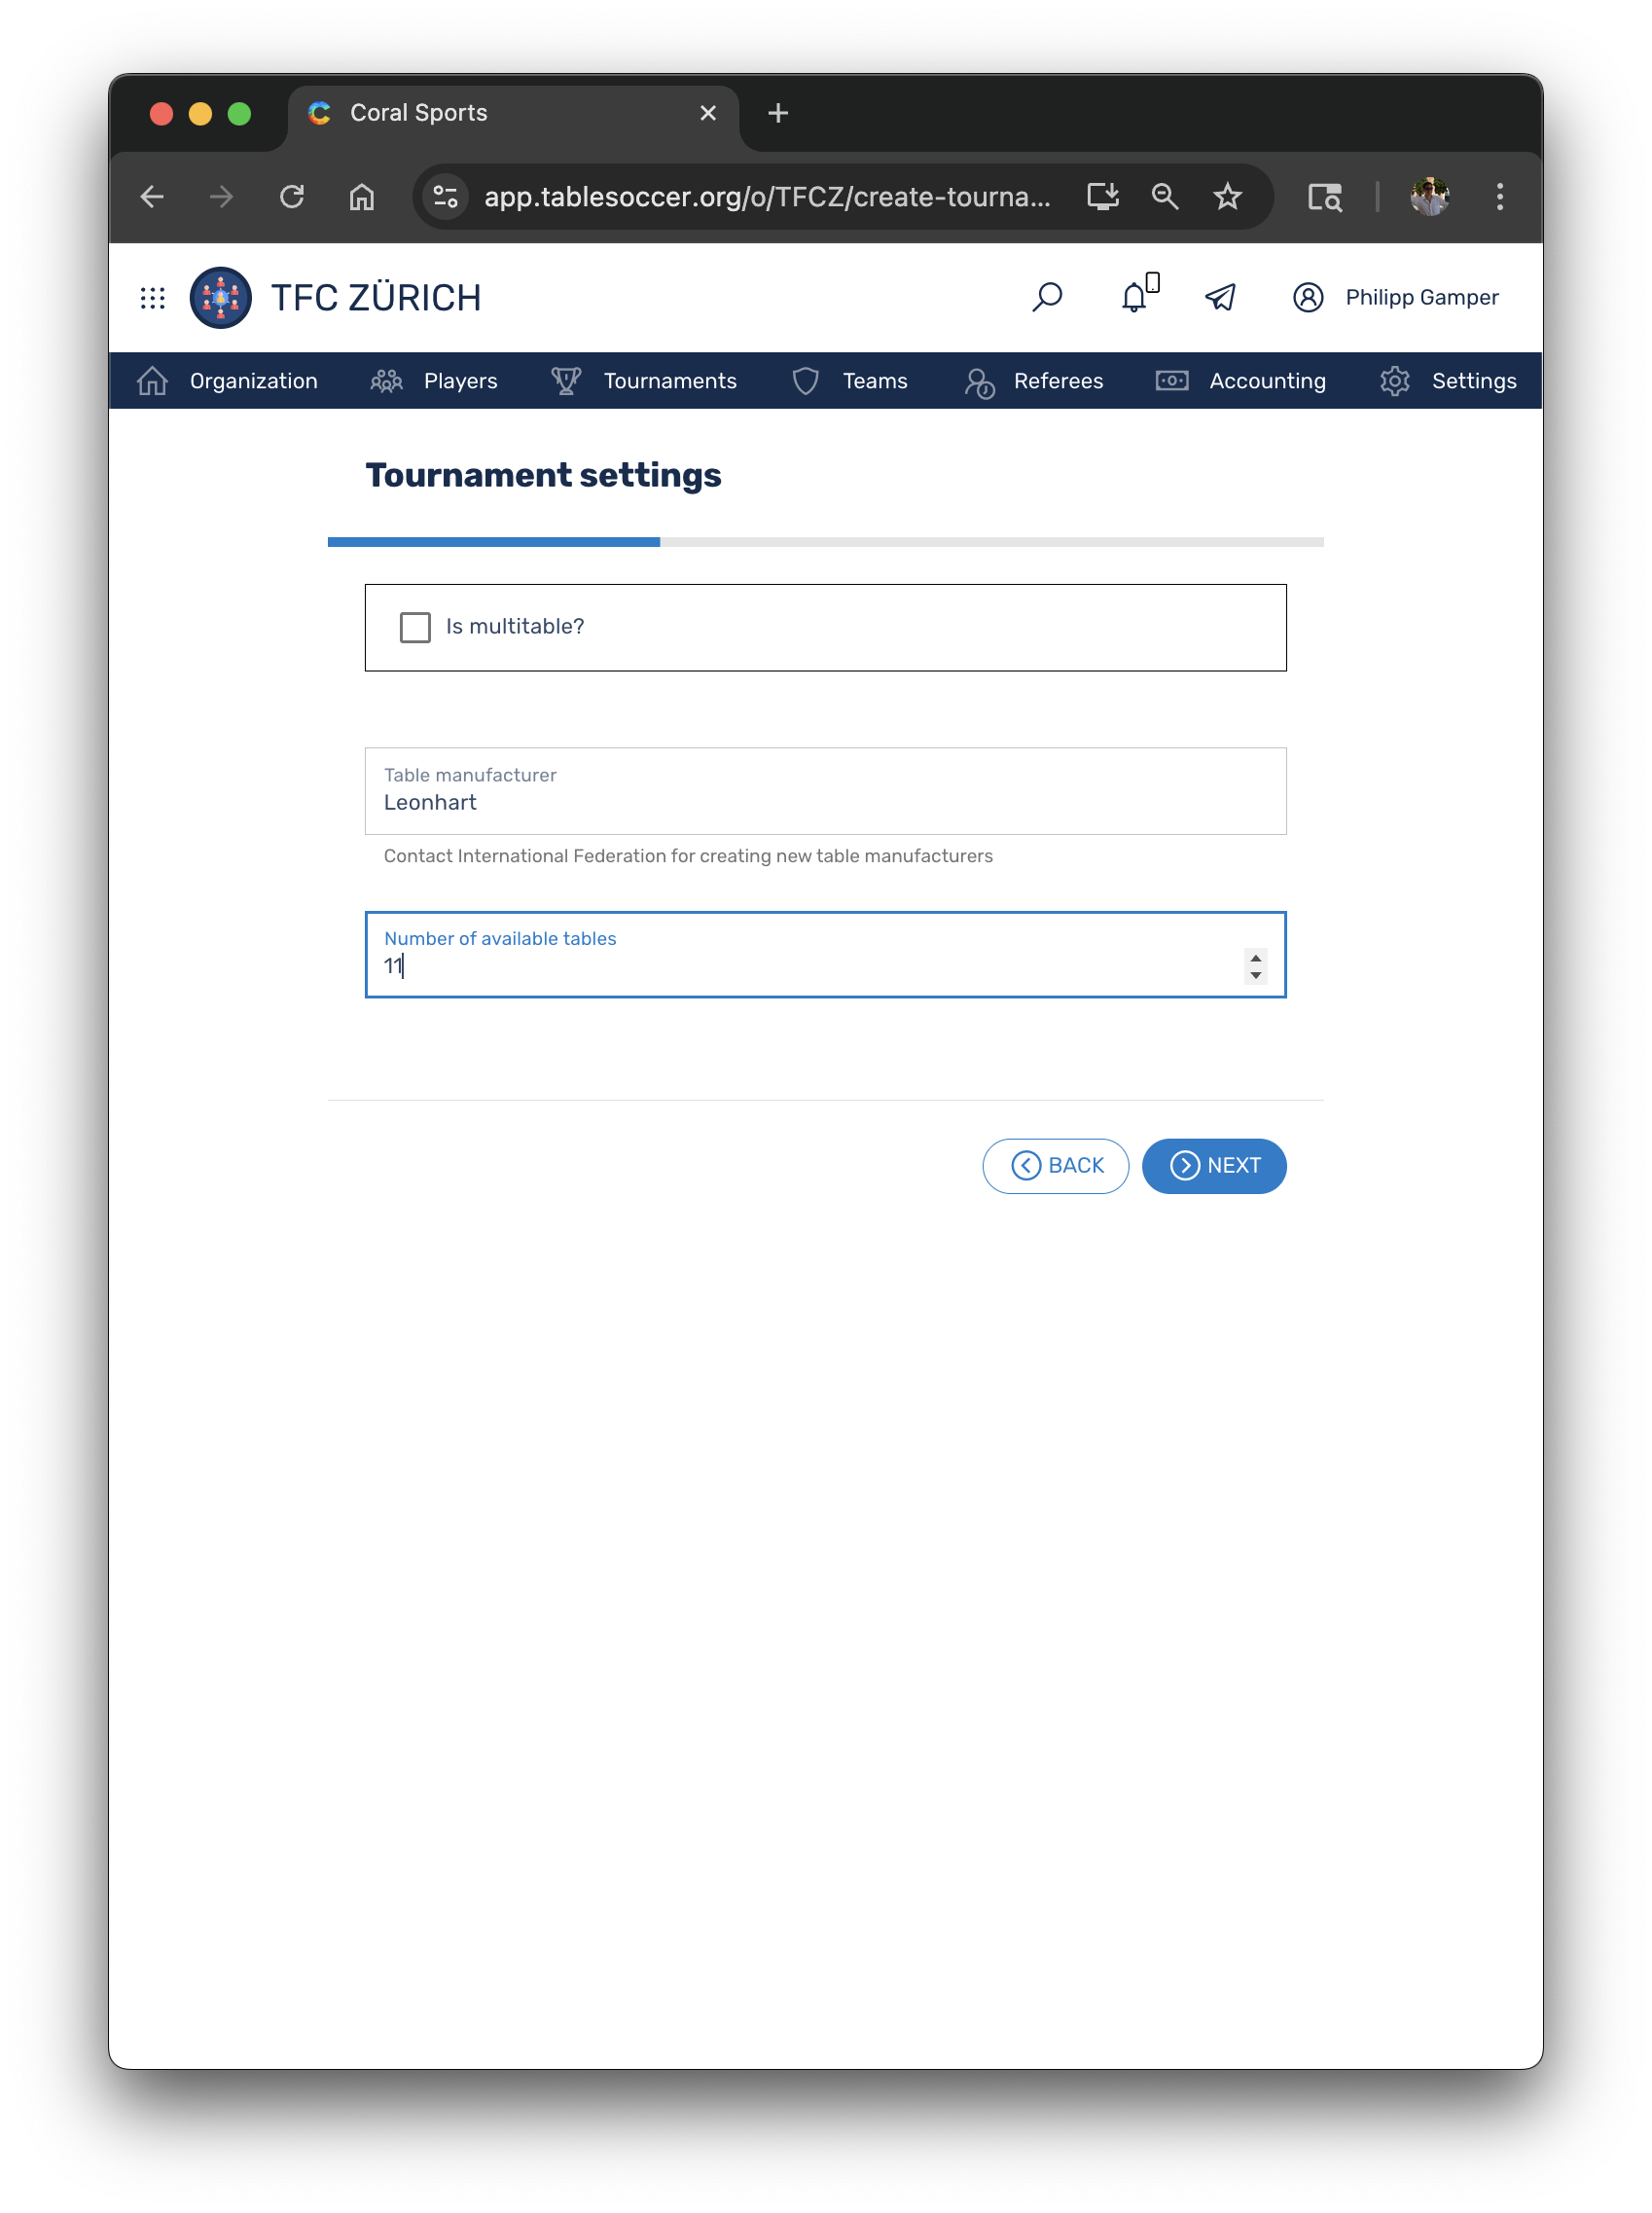 Coral Sports
app.tablesoccer.org/o/TFCZ/create-tourna...
TFC ZÜRICH
Philipp Gamper
Organization
Players
Tournaments
Teams
Referees
Accounting
Settings
Tournament settings
Is multitable?
Table manufacturer
Leonhart
Contact International Federation for creating new table manufacturers
Number of available tables
11
BACK
NEXT